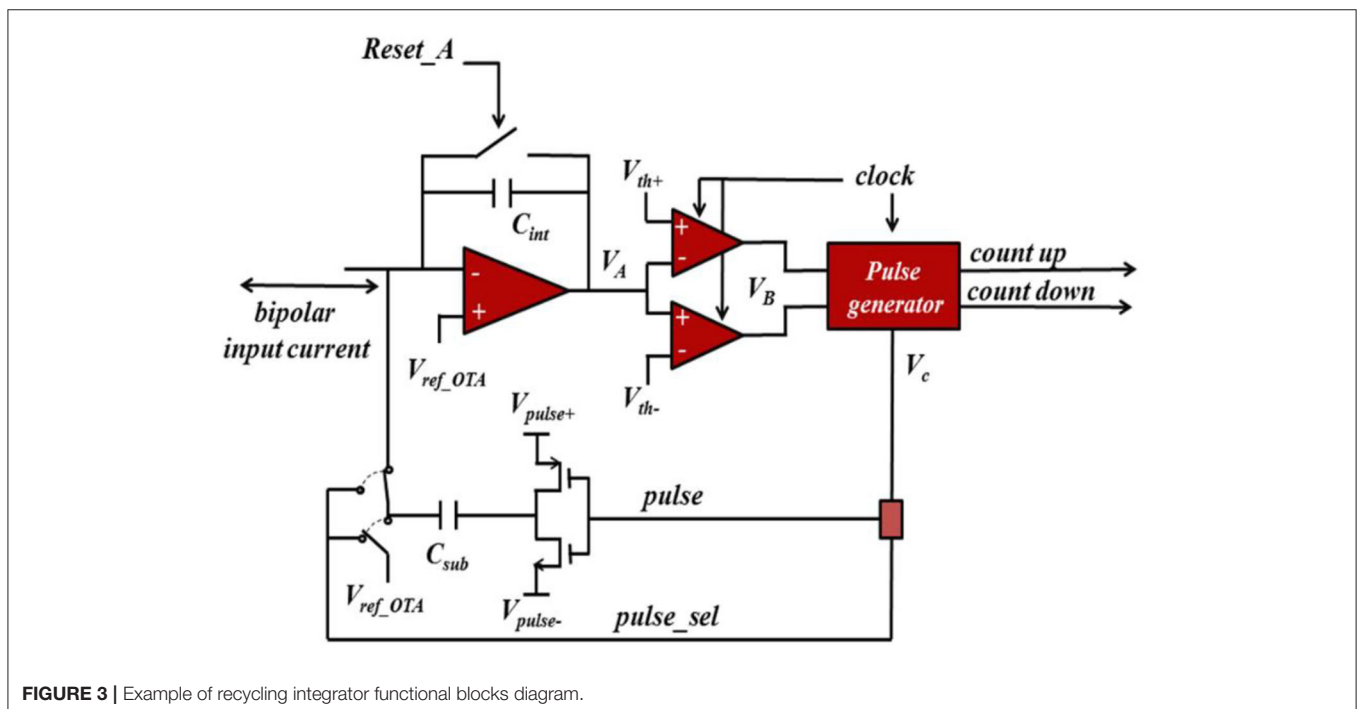 Reset_A
C_int
V_th+
clock
V_A
V_B
Pulse
generator
count up
count down
-
+
+
-
+
-
bipolar
input current
V_ref_OTA
V_th-
V_c
V_pulse+
pulse
C_sub
V_ref_OTA
V_pulse-
pulse_sel
FIGURE 3 | Example of recycling integrator functional blocks diagram.